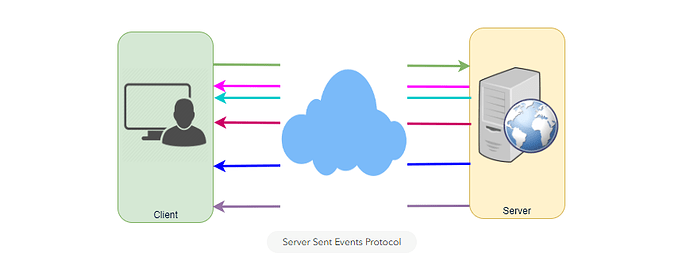 Client
Server
Server Sent Events Protocol